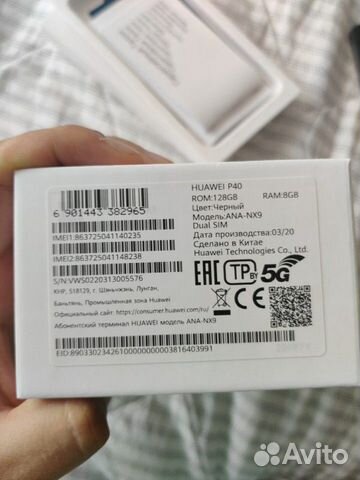 HUAWEI P40
ROM:128GB RAM:8GB
Цвет:Черный
Модель:ANA-NX9
Dual SIM
Дата производства:03/20
Сделано в Китае
Huawei Technologies Co., Ltd.
6 901443 382965
IMEI1:863725041140235
IMEI2:863725041148238
S/N:VWS0220313005576
КНР, 518129, г. Шэньчжэнь, Лунган,
Баньтянь, Промышленная зона Huawei
Официальный сайт: https://consumer.huawei.com/ru/
Абонентский терминал HUAWEI модель ANA-NX9
EID:89033023426100000000003816403991
EAC TP BY 5G
Avito